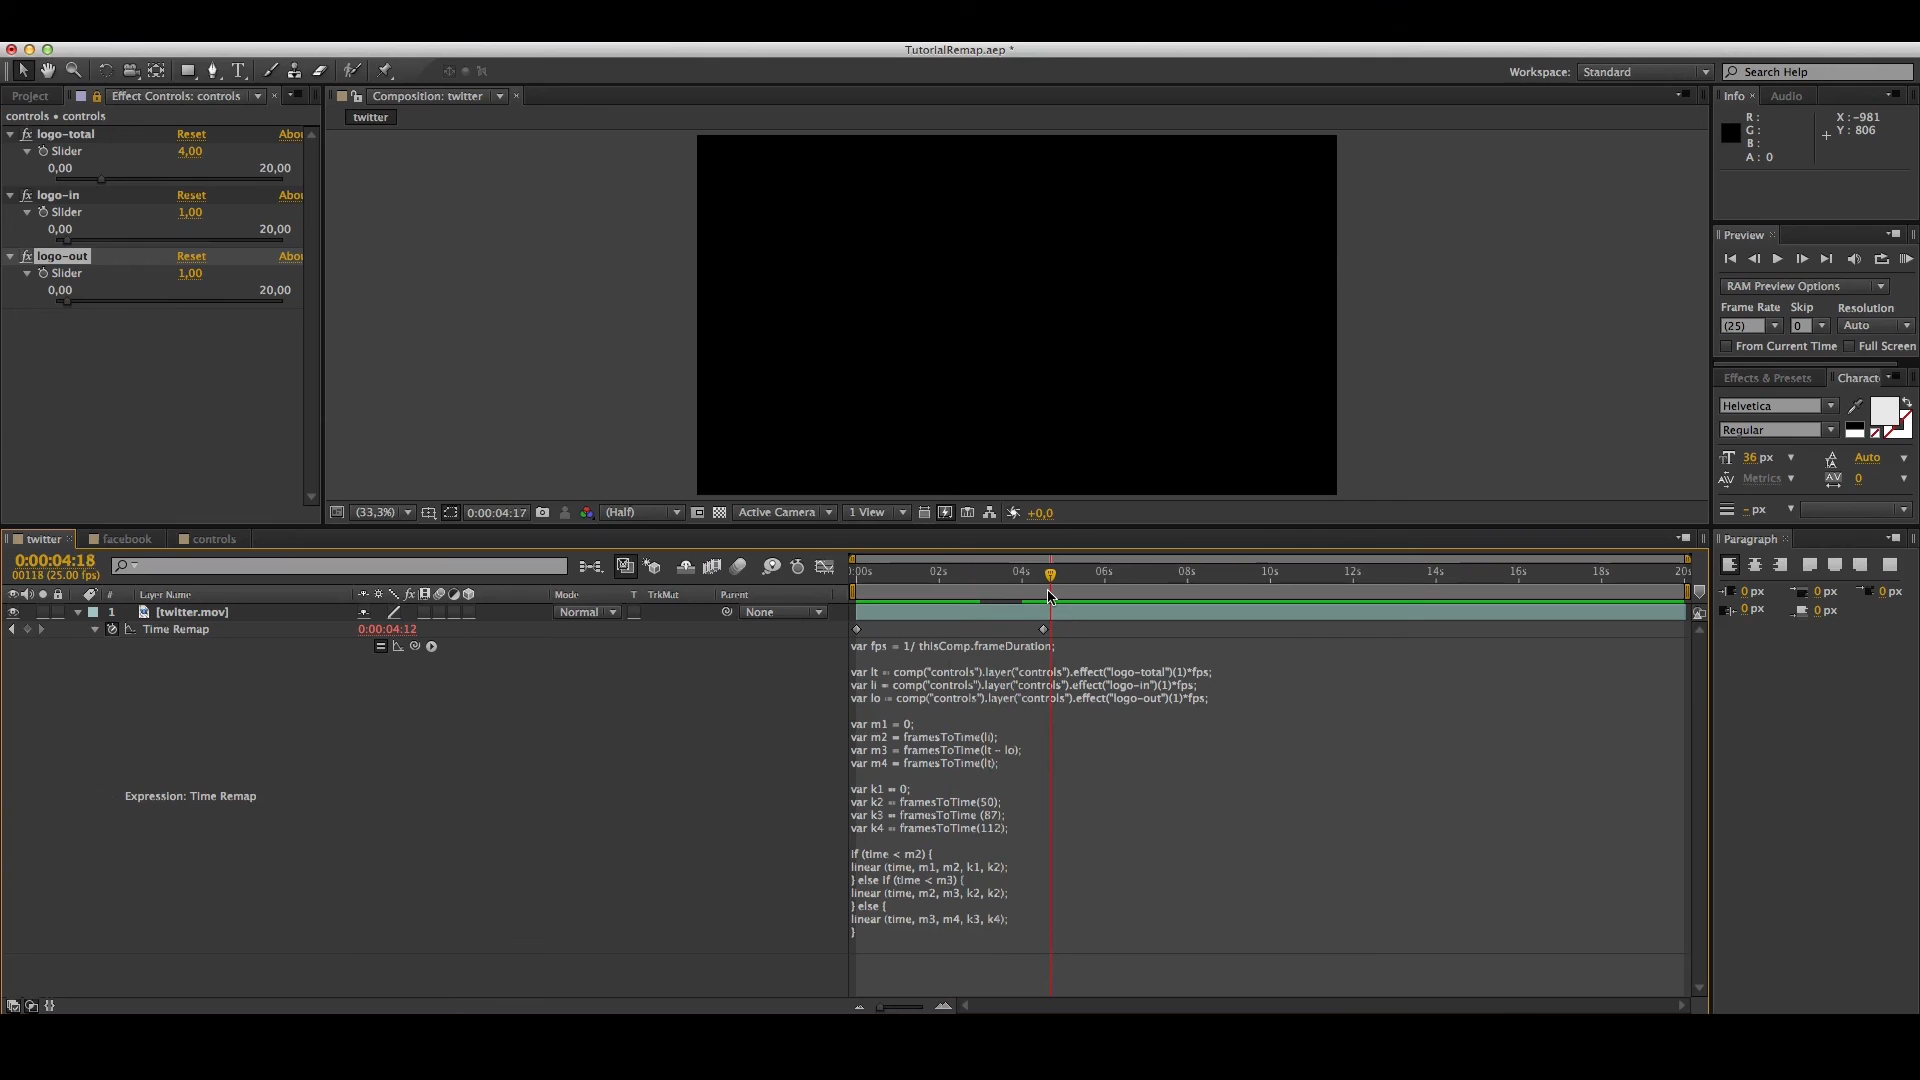 TutorialRemap.aep *
Workspace: Standard
Search Help
Project
Effect Controls: controls
Composition: twitter
Info
Audio
controls • controls
twitter
R :
G :
B :
A : 0
X : -981
Y : 806
fx logo-total Reset Abou
Slider 4,00
0,00 20,00
fx logo-in Reset Abou
Slider 1,00
0,00 20,00
fx logo-out Reset Abou
Slider 1,00
0,00 20,00
Preview
RAM Preview Options
Frame Rate Skip Resolution
(25) 0 Auto
From Current Time Full Screen
Effects & Presets
Charact
Helvetica
Regular
36 px Auto
Metrics 0
- px
(33,3%) 0:00:04:17 (Half) Active Camera 1 View +0,0
twitter
facebook
controls
Paragraph
0 px 0 px 0 px
0 px 0 px
0:00:04:18
00118 (25.00 fps)
:00s 02s 04s 06s 08s 10s 12s 14s 16s 18s 20s
# Layer Name fx Mode T TrkMat Parent
1 [twitter.mov] Normal None
Time Remap 0:00:04:12
Expression: Time Remap
var fps = 1/ thisComp.frameDuration;
var lt = comp("controls").layer("controls").effect("logo-total")(1)*fps;
var li = comp("controls").layer("controls").effect("logo-in")(1)*fps;
var lo = comp("controls").layer("controls").effect("logo-out")(1)*fps;
var m1 = 0;
var m2 = framesToTime(li);
var m3 = framesToTime(lt - lo);
var m4 = framesToTime(lt);
var k1 = 0;
var k2 = framesToTime(50);
var k3 = framesToTime (87);
var k4 = framesToTime(112);
if (time < m2) {
linear (time, m1, m2, k1, k2);
} else if (time < m3) {
linear (time, m2, m3, k2, k2);
} else {
linear (time, m3, m4, k3, k4);
}